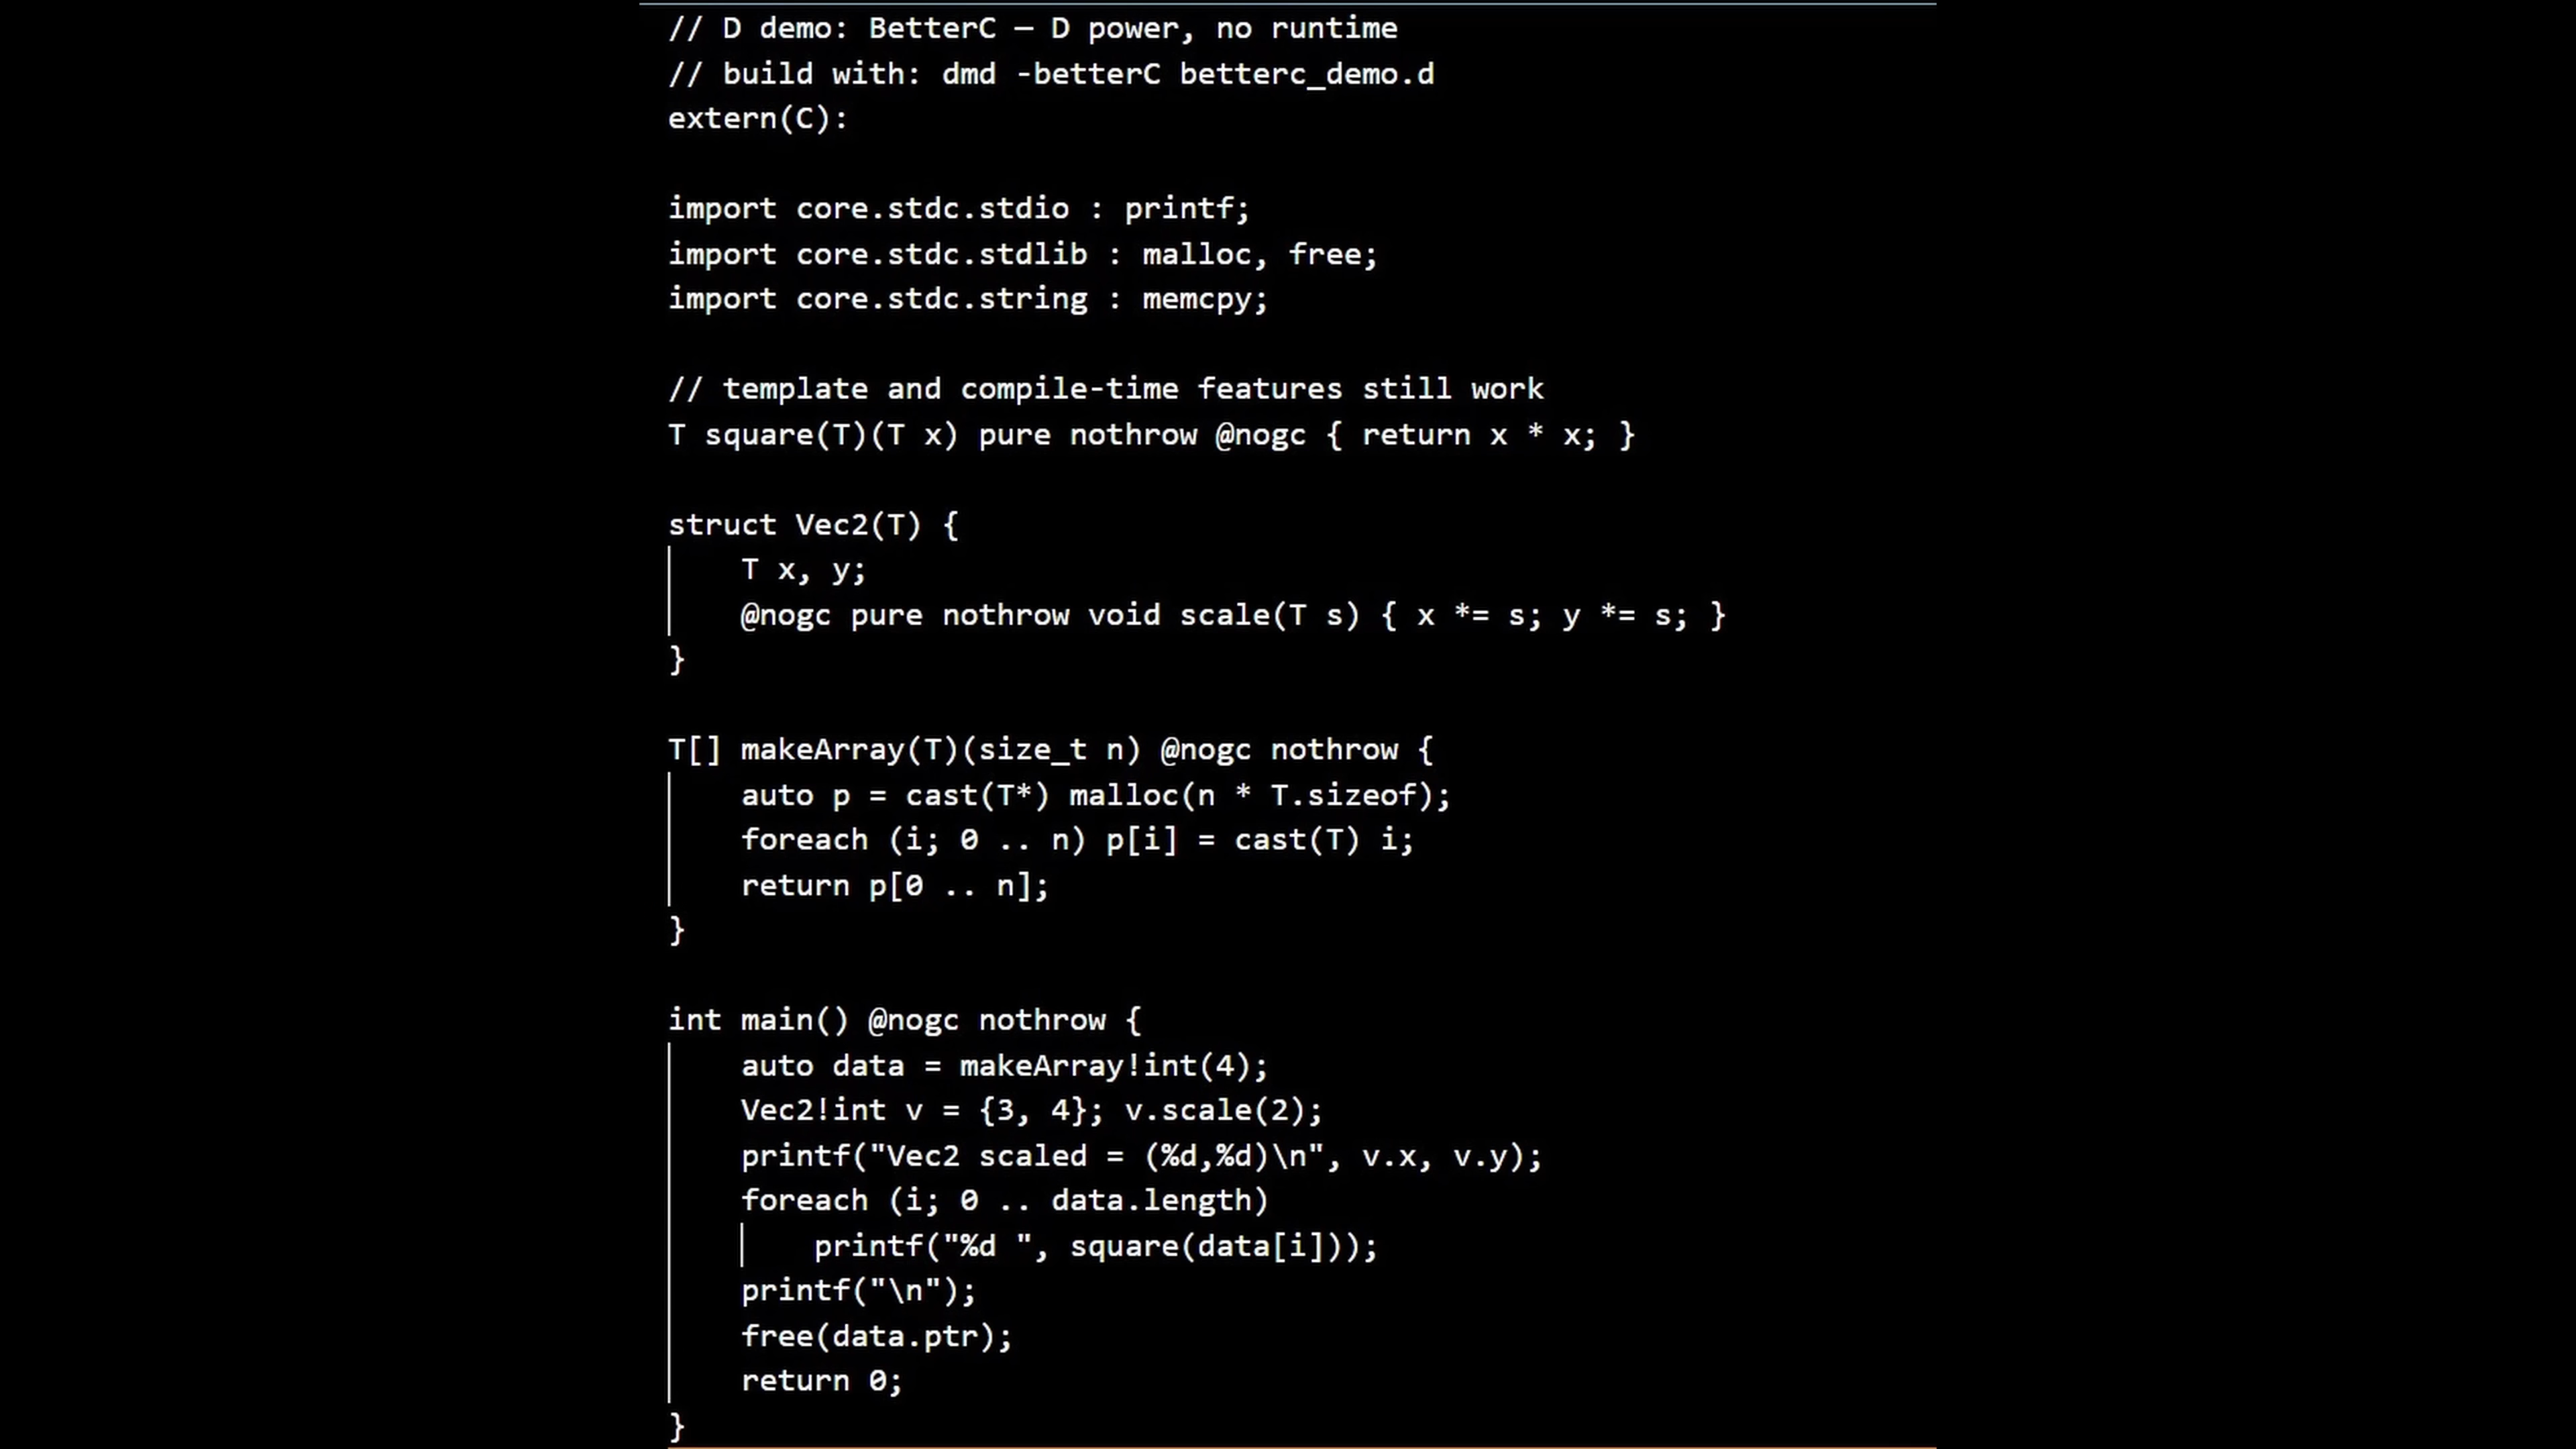 // D demo: BetterC — D power, no runtime
// build with: dmd -betterC betterc_demo.d
extern(C):

import core.stdc.stdio : printf;
import core.stdc.stdlib : malloc, free;
import core.stdc.string : memcpy;

// template and compile-time features still work
T square(T)(T x) pure nothrow @nogc { return x * x; }

struct Vec2(T) {
    T x, y;
    @nogc pure nothrow void scale(T s) { x *= s; y *= s; }
}

T[] makeArray(T)(size_t n) @nogc nothrow {
    auto p = cast(T*) malloc(n * T.sizeof);
    foreach (i; 0 .. n) p[i] = cast(T) i;
    return p[0 .. n];
}

int main() @nogc nothrow {
    auto data = makeArray!int(4);
    Vec2!int v = {3, 4}; v.scale(2);
    printf("Vec2 scaled = (%d,%d)\n", v.x, v.y);
    foreach (i; 0 .. data.length)
        printf("%d ", square(data[i]));
    printf("\n");
    free(data.ptr);
    return 0;
}